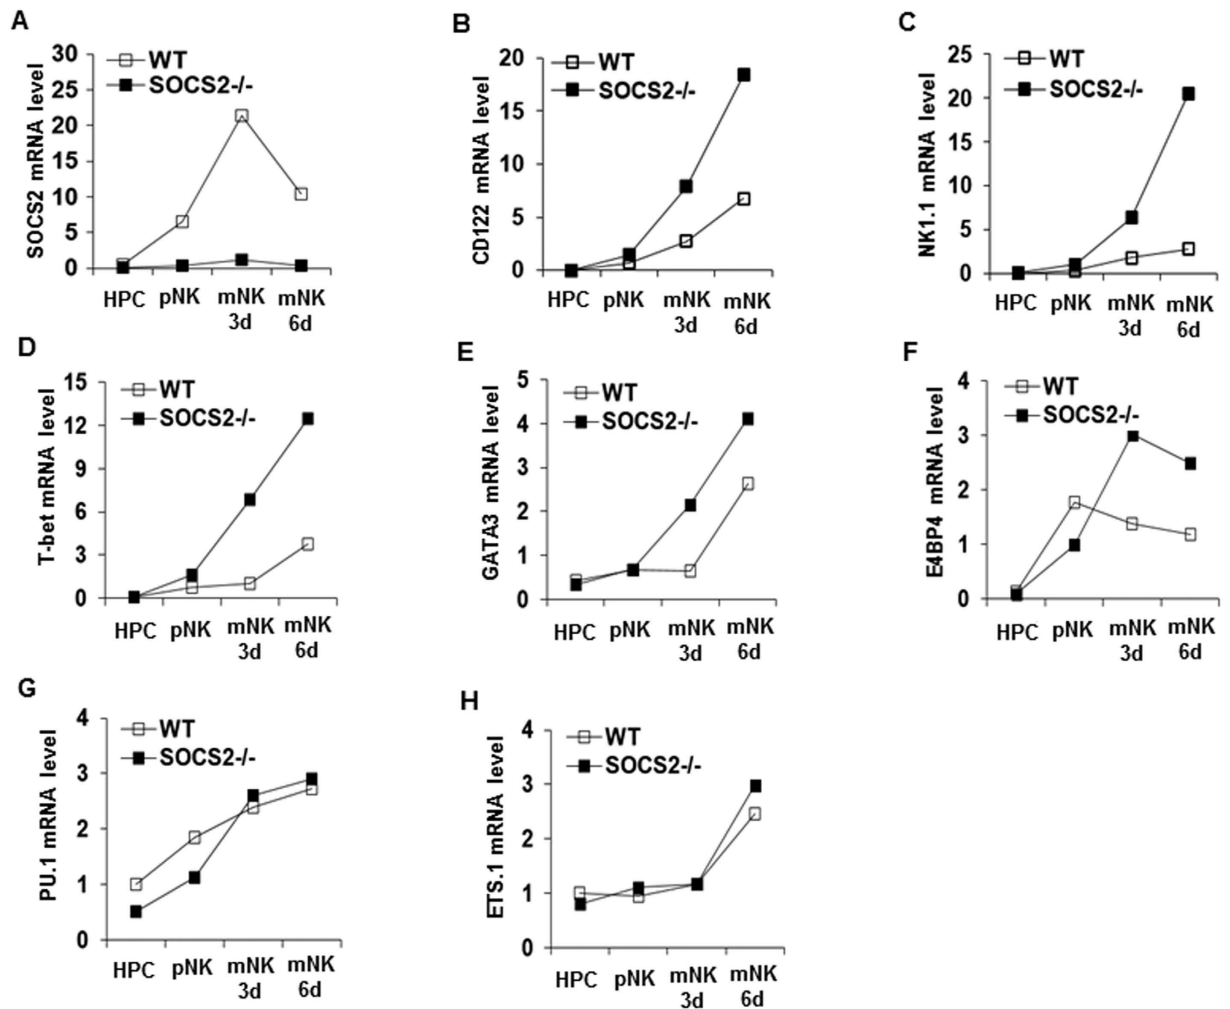 A
SOCS2 mRNA level
30
25
20
15
10
5
0
WT
SOCS2-/-
HPC
pNK
mNK
3d
mNK
6d
B
CD122 mRNA level
20
15
10
5
0
WT
SOCS2-/-
HPC
pNK
mNK
3d
mNK
6d
C
NK1.1 mRNA level
25
20
15
10
5
0
WT
SOCS2-/-
HPC
pNK
mNK
3d
mNK
6d
D
T-bet mRNA level
15
12
9
6
3
0
WT
SOCS2-/-
HPC
pNK
mNK
3d
mNK
6d
E
GATA3 mRNA level
5
4
3
2
1
0
WT
SOCS2-/-
HPC
pNK
mNK
3d
mNK
6d
F
E4BP4 mRNA level
4
3
2
1
0
WT
SOCS2-/-
HPC
pNK
mNK
3d
mNK
6d
G
PU.1 mRNA level
4
3
2
1
0
WT
SOCS2-/-
HPC
pNK
mNK
3d
mNK
6d
H
ETS.1 mRNA level
4
3
2
1
0
WT
SOCS2-/-
HPC
pNK
mNK
3d
mNK
6d